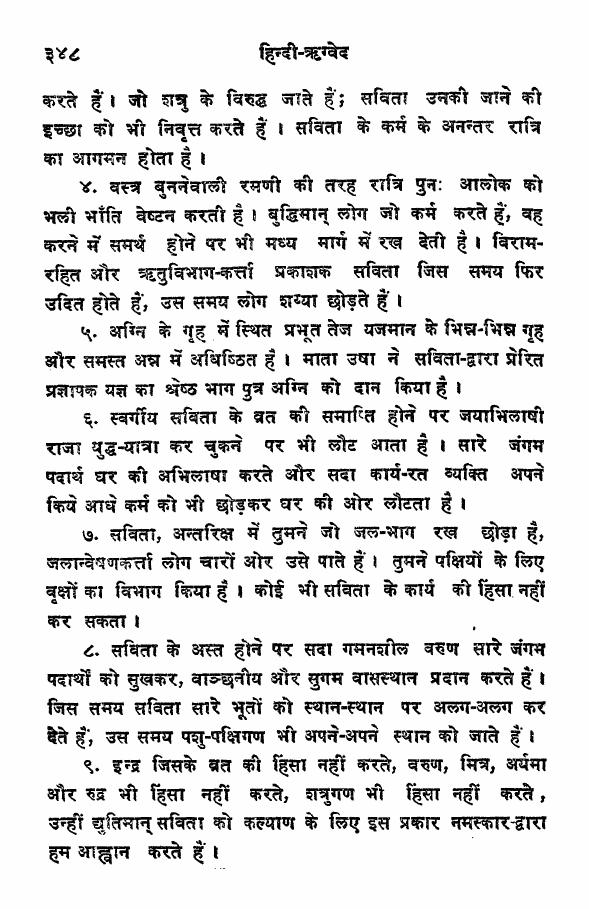 ३४८ हिन्दी-ऋग्वेद
करते हैं। जो शत्रु के विरुद्ध जाते हैं; सविता उनकी जाने की
इच्छा को भी निवृत्त करते हैं । सविता के कर्म के अनन्तर रात्रि
का आगमन होता है ।
४. वस्त्र बुननेवाली रमणी की तरह रात्रि पुनः आलोक को
भली भाँति वेष्टन करती है। बुद्धिमान् लोग जो कर्म करते हैं, वह
करने में समर्थ होने पर भी मध्य मार्ग में रख देती है। विराम-
रहित और ऋतुविभाग-कर्त्ता प्रकाशक सविता जिस समय फिर
उदित होते हैं, उस समय लोग शय्या छोड़ते हैं ।
५. अग्नि के गृह में स्थित प्रभूत तेज यजमान के भिन्न-भिन्न गृह
और समस्त अन्न में अधिष्ठित है । माता उषा ने सविता-द्वारा प्रेरित
प्रज्ञापक यज्ञ का श्रेष्ठ भाग पुत्र अग्नि को दान किया है ।
६. स्वर्गीय सविता के व्रत की समाप्ति होने पर जयाभिलाषी
राजा युद्ध-यात्रा कर चुकने पर भी लौट आता है । सारे जंगम
पदार्थ घर की अभिलाषा करते और सदा कार्य-रत व्यक्ति अपने
किये आधे कर्म को भी छोड़कर घर की ओर लौटता है ।
७. सविता, अन्तरिक्ष में तुमने जो जल-भाग रख छोड़ा है,
जलान्वेषणकर्त्ता लोग चारों ओर उसे पाते हैं । तुमने पक्षियों के लिए
वृक्षों का विभाग किया है । कोई भी सविता के कार्य की हिंसा नहीं
कर सकता ।
८. सविता के अस्त होने पर सदा गमनशील वरुण सारे जंगम
पदार्थों को सुखकर, वाञ्छनीय और सुगम वासस्थान प्रदान करते हैं ।
जिस समय सविता सारे भूतों को स्थान-स्थान पर अलग-अलग कर
देते हैं, उस समय पशु-पक्षिगण भी अपने-अपने स्थान को जाते हैं ।
९. इन्द्र जिसके व्रत की हिंसा नहीं करते, वरुण, मित्र, अर्यमा
और रुद्र भी हिंसा नहीं करते, शत्रुगण भी हिंसा नहीं करते,
उन्हीं द्युतिमान् सविता को कल्याण के लिए इस प्रकार नमस्कार-द्वारा
हम आह्वान करते हैं ।